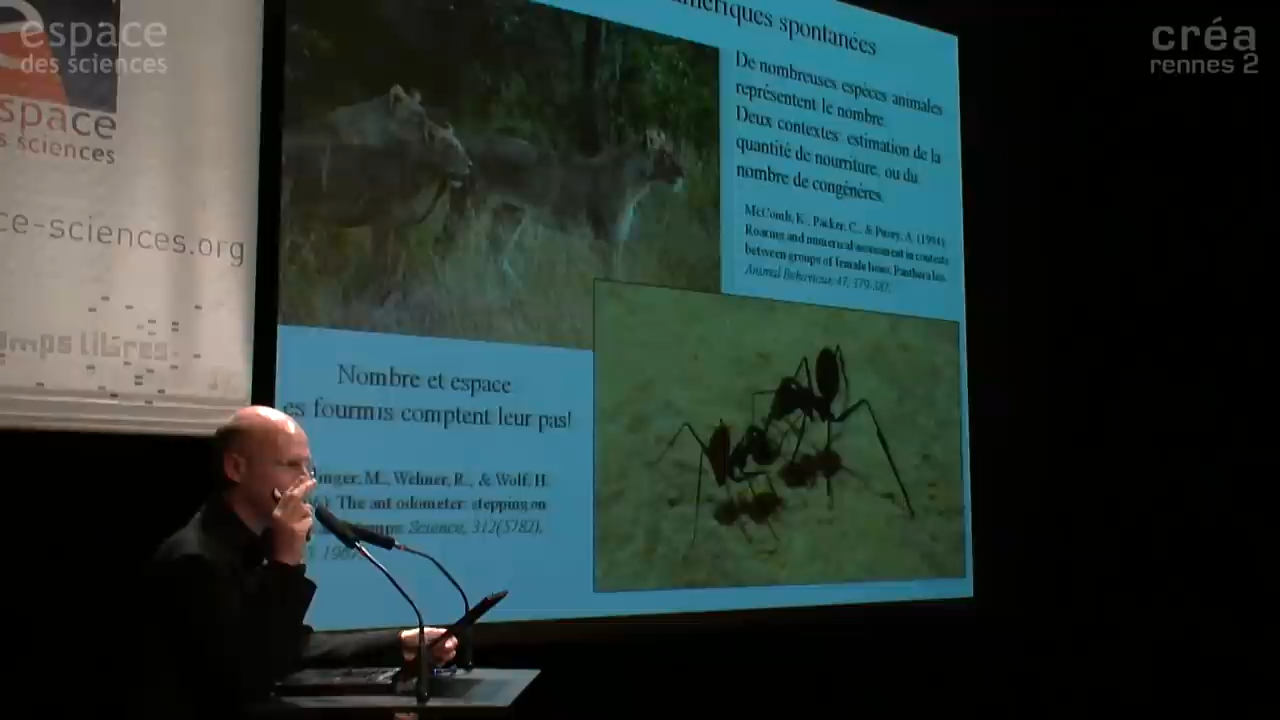 espace
des sciences
space
s sciences
ce-sciences.org
mps libres
créa
rennes 2
mériques spontanées
De nombreuses espèces animales
représentent le nombre.
Deux contextes: estimation de la
quantité de nourriture, ou du
nombre de congénères.
McComb, K., Packer, C., & Pusey, A. (1994).
Roaring and numerical assessment in contests
between groups of female lions, Panthera leo.
Animal Behaviour, 47, 379-387.
Nombre et espace
es fourmis comptent leur pas!
nger, M., Wehner, R., & Wolf, H.
The ant odometer: stepping on
Science, 312(5782),